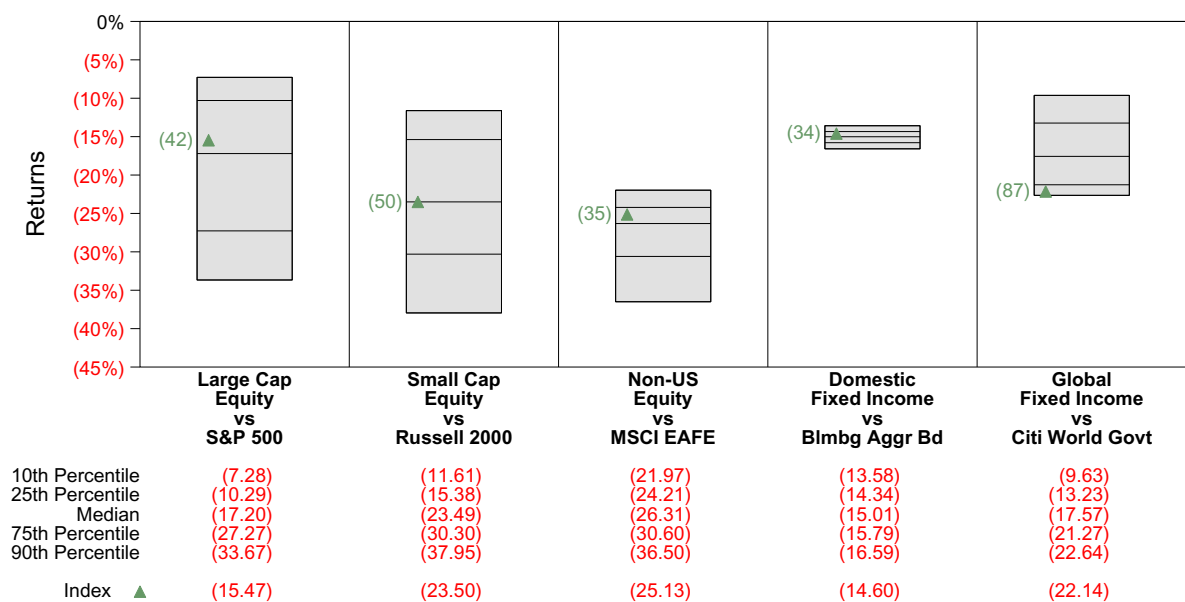 0%
(5%)
(10%)
(15%)
(20%)
(25%)
(30%)
(35%)
(40%)
(45%)
Returns
(42)
(50)
(35)
(34)
(87)
Large Cap
Equity
vs
S&P 500
Small Cap
Equity
vs
Russell 2000
Non-US
Equity
vs
MSCI EAFE
Domestic
Fixed Income
vs
Blmbg Aggr Bd
Global
Fixed Income
vs
Citi World Govt
10th Percentile (7.28) (11.61) (21.97) (13.58) (9.63)
25th Percentile (10.29) (15.38) (24.21) (14.34) (13.23)
Median (17.20) (23.49) (26.31) (15.01) (17.57)
75th Percentile (27.27) (30.30) (30.60) (15.79) (21.27)
90th Percentile (33.67) (37.95) (36.50) (16.59) (22.64)
Index (15.47) (23.50) (25.13) (14.60) (22.14)